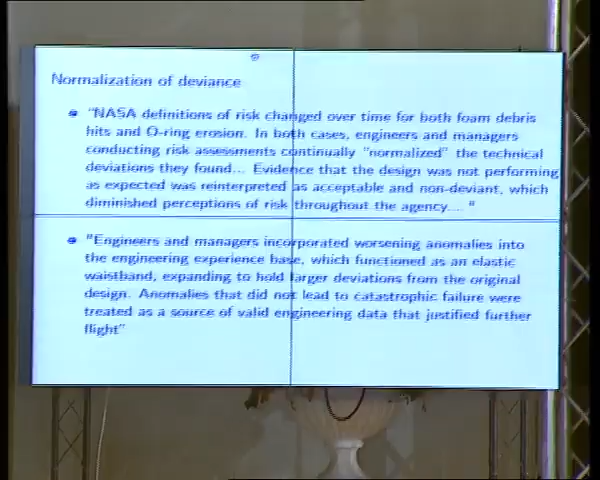 Normalization of deviance
"NASA definitions of risk changed over time for both foam debris
hits and O-ring erosion. In both cases, engineers and managers
conducting risk assessments continually "normalized" the technical
deviations they found... Evidence that the design was not performing
as expected was reinterpreted as acceptable and non-deviant, which
diminished perceptions of risk throughout the agency.... "
"Engineers and managers incorporated worsening anomalies into
the engineering experience base, which functioned as an elastic
waistband, expanding to hold larger deviations from the original
design. Anomalies that did not lead to catastrophic failure were
treated as a source of valid engineering data that justified further
flight"